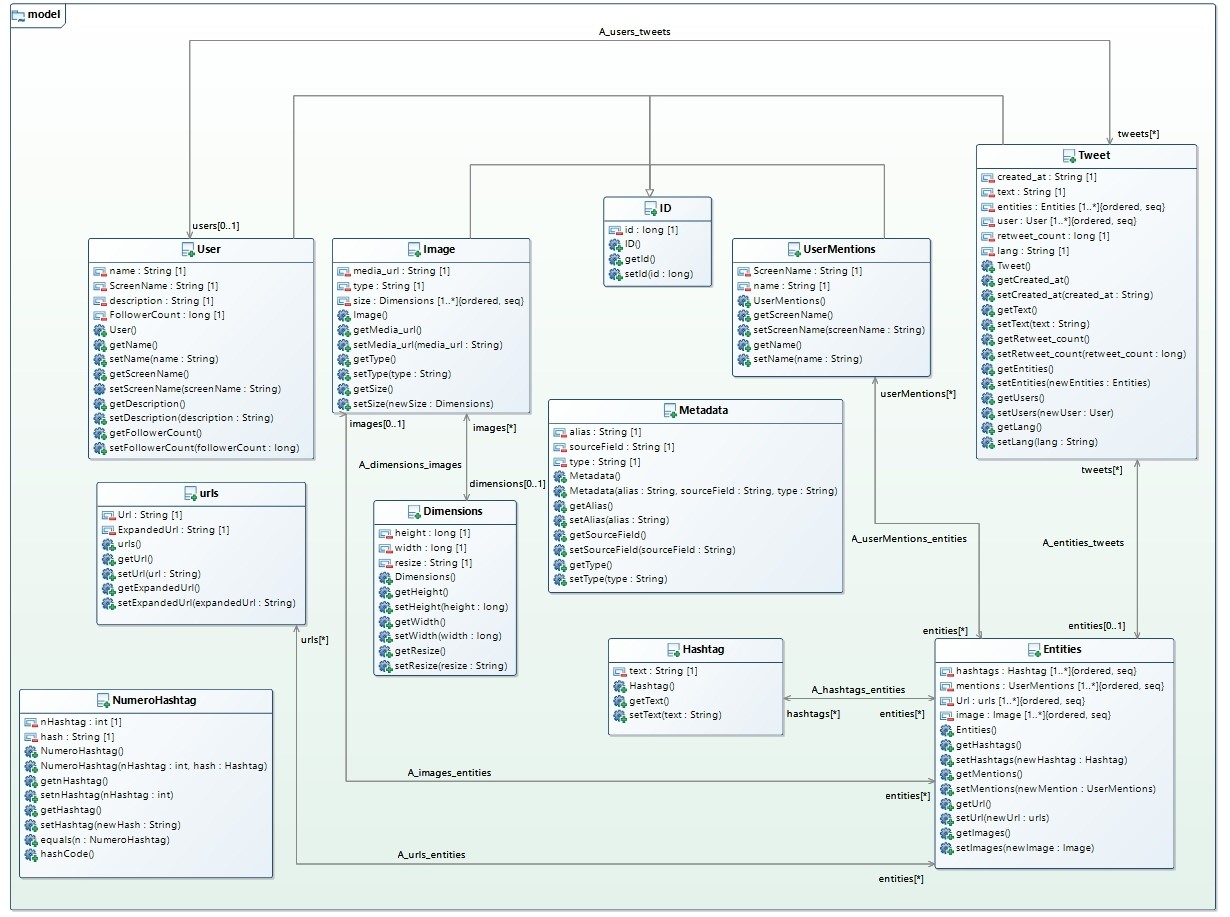 model
A_users_tweets
tweets[*]
users[0..1]
User
name : String [1]
ScreenName : String [1]
description : String [1]
FollowerCount : long [1]
User()
getName()
setName(name : String)
getScreenName()
setScreenName(screenName : String)
getDescription()
setDescription(description : String)
getFollowerCount()
setFollowerCount(followerCount : long)
Image
media_url : String [1]
type : String [1]
size : Dimensions [1..*]{ordered, seq}
Image()
getMedia_url()
setMedia_url(media_url : String)
getType()
setType(type : String)
getSize()
setSize(newSize : Dimensions)
ID
id : long [1]
ID()
getId()
setId(id : long)
UserMentions
ScreenName : String [1]
name : String [1]
UserMentions()
getScreenName()
setScreenName(screenName : String)
getName()
setName(name : String)
Tweet
created_at : String [1]
text : String [1]
entities : Entities [1..*]{ordered, seq}
user : User [1..*]{ordered, seq}
retweet_count : long [1]
lang : String [1]
Tweet()
getCreated_at()
setCreated_at(created_at : String)
getText()
setText(text : String)
getRetweet_count()
setRetweet_count(retweet_count : long)
getEntities()
setEntities(newEntities : Entities)
getUsers()
setUsers(newUser : User)
getLang()
setLang(lang : String)
images[0..1]
images[*]
A_dimensions_images
dimensions[0..1]
userMentions[*]
tweets[*]
Metadata
alias : String [1]
sourceField : String [1]
type : String [1]
Metadata()
Metadata(alias : String, sourceField : String, type : String)
getAlias()
setAlias(alias : String)
getSourceField()
setSourceField(sourceField : String)
getType()
setType(type : String)
urls
Url : String [1]
ExpandedUrl : String [1]
urls()
getUrl()
setUrl(url : String)
getExpandedUrl()
setExpandedUrl(expandedUrl : String)
Dimensions
height : long [1]
width : long [1]
resize : String [1]
Dimensions()
getHeight()
setHeight(height : long)
getWidth()
setWidth(width : long)
getResize()
setResize(resize : String)
A_userMentions_entities
A_entities_tweets
urls[*]
entities[*]
entities[0..1]
Hashtag
text : String [1]
Hashtag()
getText()
setText(text : String)
A_hashtags_entities
hashtags[*]
entities[*]
Entities
hashtags : Hashtag [1..*]{ordered, seq}
mentions : UserMentions [1..*]{ordered, seq}
Url : urls [1..*]{ordered, seq}
image : Image [1..*]{ordered, seq}
Entities()
getHashtags()
setHashtags(newHashtag : Hashtag)
getMentions()
setMentions(newMention : UserMentions)
getUrl()
setUrl(newUrl : urls)
getImages()
setImages(newImage : Image)
NumeroHashtag
nHashtag : int [1]
hash : String [1]
NumeroHashtag()
NumeroHashtag(nHashtag : int, hash : Hashtag)
getnHashtag()
setnHashtag(nHashtag : int)
getHashtag()
setHashtag(newHash : String)
equals(n : NumeroHashtag)
hashCode()
A_images_entities
entities[*]
A_urls_entities
entities[*]